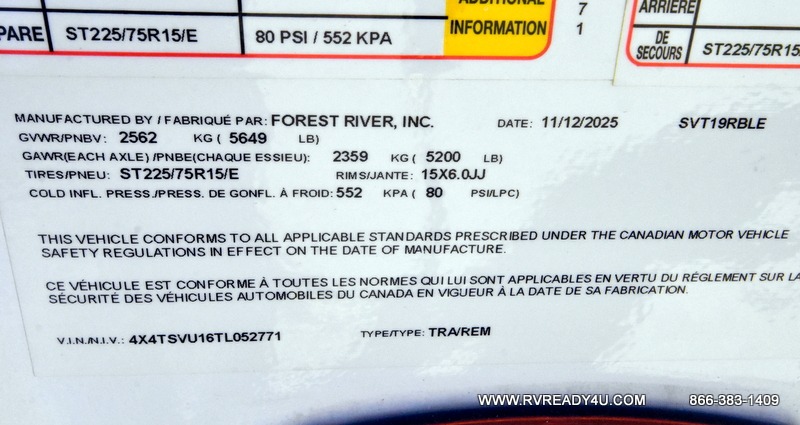 ADDITIONAL
PARE ST225/75R15/E 80 PSI / 552 KPA INFORMATION
7
1
ARRIÈRE
DE
SECOURS ST225/75R15
MANUFACTURED BY / FABRIQUÉ PAR: FOREST RIVER, INC. DATE: 11/12/2025 SVT19RBLE
GVWR/PNBV: 2562 KG ( 5649 LB)
GAWR(EACH AXLE) /PNBE(CHAQUE ESSIEU): 2359 KG ( 5200 LB)
TIRES/PNEU: ST225/75R15/E RIMS/JANTE: 15X6.0JJ
COLD INFL. PRESS./PRESS. DE GONFL. À FROID: 552 KPA ( 80 PSI/LPC)
THIS VEHICLE CONFORMS TO ALL APPLICABLE STANDARDS PRESCRIBED UNDER THE CANADIAN MOTOR VEHICLE
SAFETY REGULATIONS IN EFFECT ON THE DATE OF MANUFACTURE.
CE VÉHICULE EST CONFORME À TOUTES LES NORMES QUI LUI SONT APPLICABLES EN VERTU DU RÉGLEMENT SUR LA
SÉCURITÉ DES VÉHICULES AUTOMOBILES DU CANADA EN VIGUEUR À LA DATE DE SA FABRICATION.
V.I.N./N.I.V.: 4X4TSVU16TL052771 TYPE/TYPE: TRA/REM
WWW.RVREADY4U.COM 866-383-1409